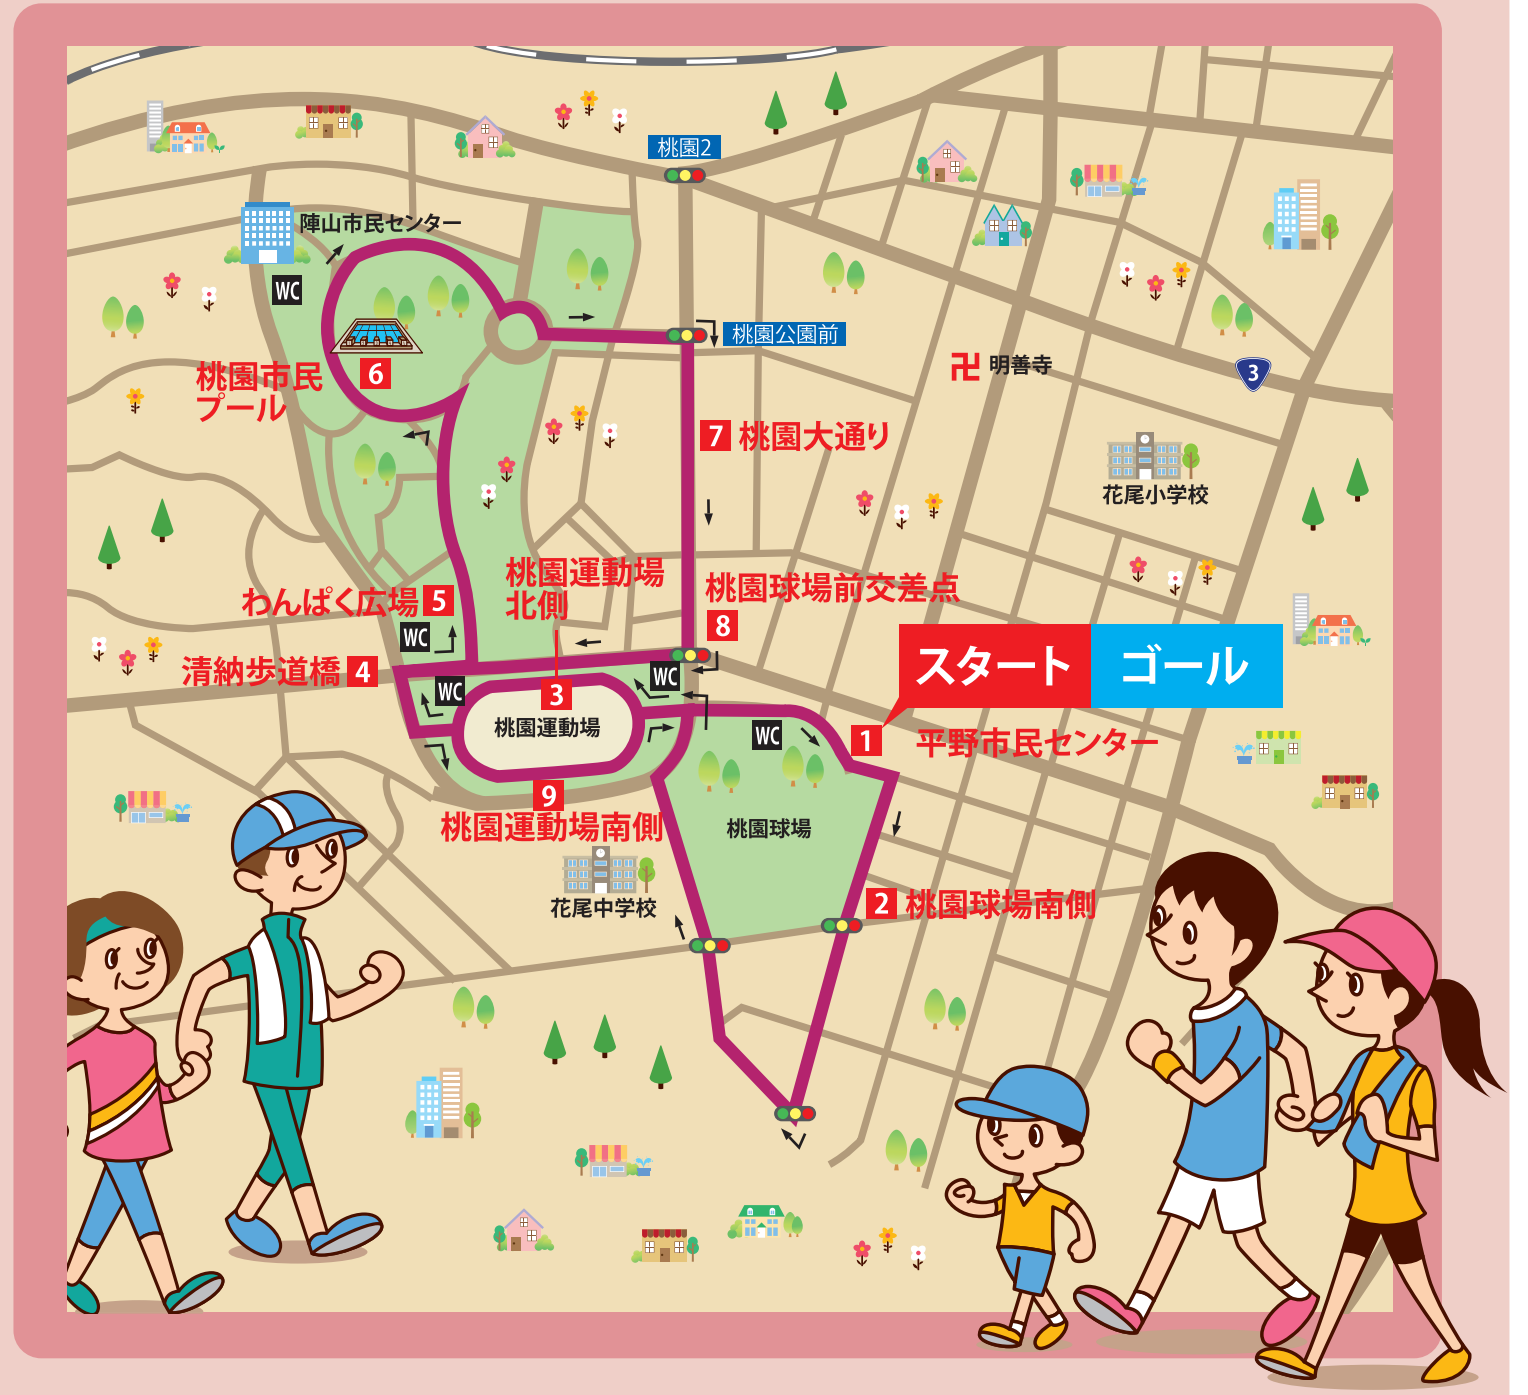 桃園2
陣山市民センター
WC
桃園公園前
桃園市民
プール
6
明善寺
3
7 桃園大通り
花尾小学校
桃園運動場
北側
わんぱく広場 5
桃園球場前交差点
8
WC
清納歩道橋 4
WC
WC
3
スタート ゴール
桃園運動場
WC
1
平野市民センター
9
桃園運動場南側
桃園球場
花尾中学校
2 桃園球場南側